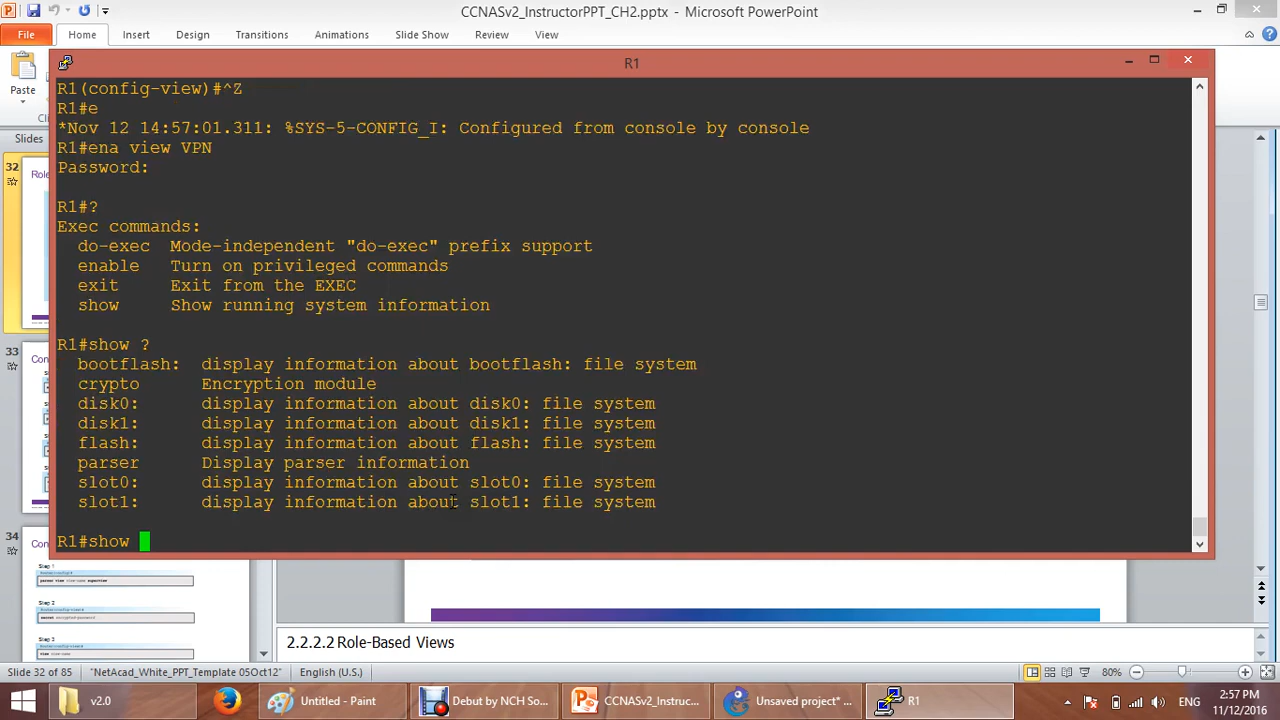 CCNASv2_InstructorPPT_CH2.pptx - Microsoft PowerPoint
File Home Insert Design Transitions Animations Slide Show Review View
Paste
R1
R1(config-view)#^Z
R1#e
*Nov 12 14:57:01.311: %SYS-5-CONFIG_I: Configured from console by console
R1#ena view VPN
Password:
R1#?
Exec commands:
do-exec Mode-independent "do-exec" prefix support
enable Turn on privileged commands
exit Exit from the EXEC
show Show running system information
R1#show ?
bootflash: display information about bootflash: file system
crypto Encryption module
disk0: display information about disk0: file system
disk1: display information about disk1: file system
flash: display information about flash: file system
parser Display parser information
slot0: display information about slot0: file system
slot1: display information about slot1: file system
R1#show
Slides
32
33
34
Step 1
Step 2
Step 3
2.2.2.2 Role-Based Views
Slide 32 of 85 "NetAcad_White_PPT_Template 05Oct12" English (U.S.) 80%
v2.0 Untitled - Paint Debut by NCH So... CCNASv2_Instruc... Unsaved project* ... R1
ENG
2:57 PM
11/12/2016